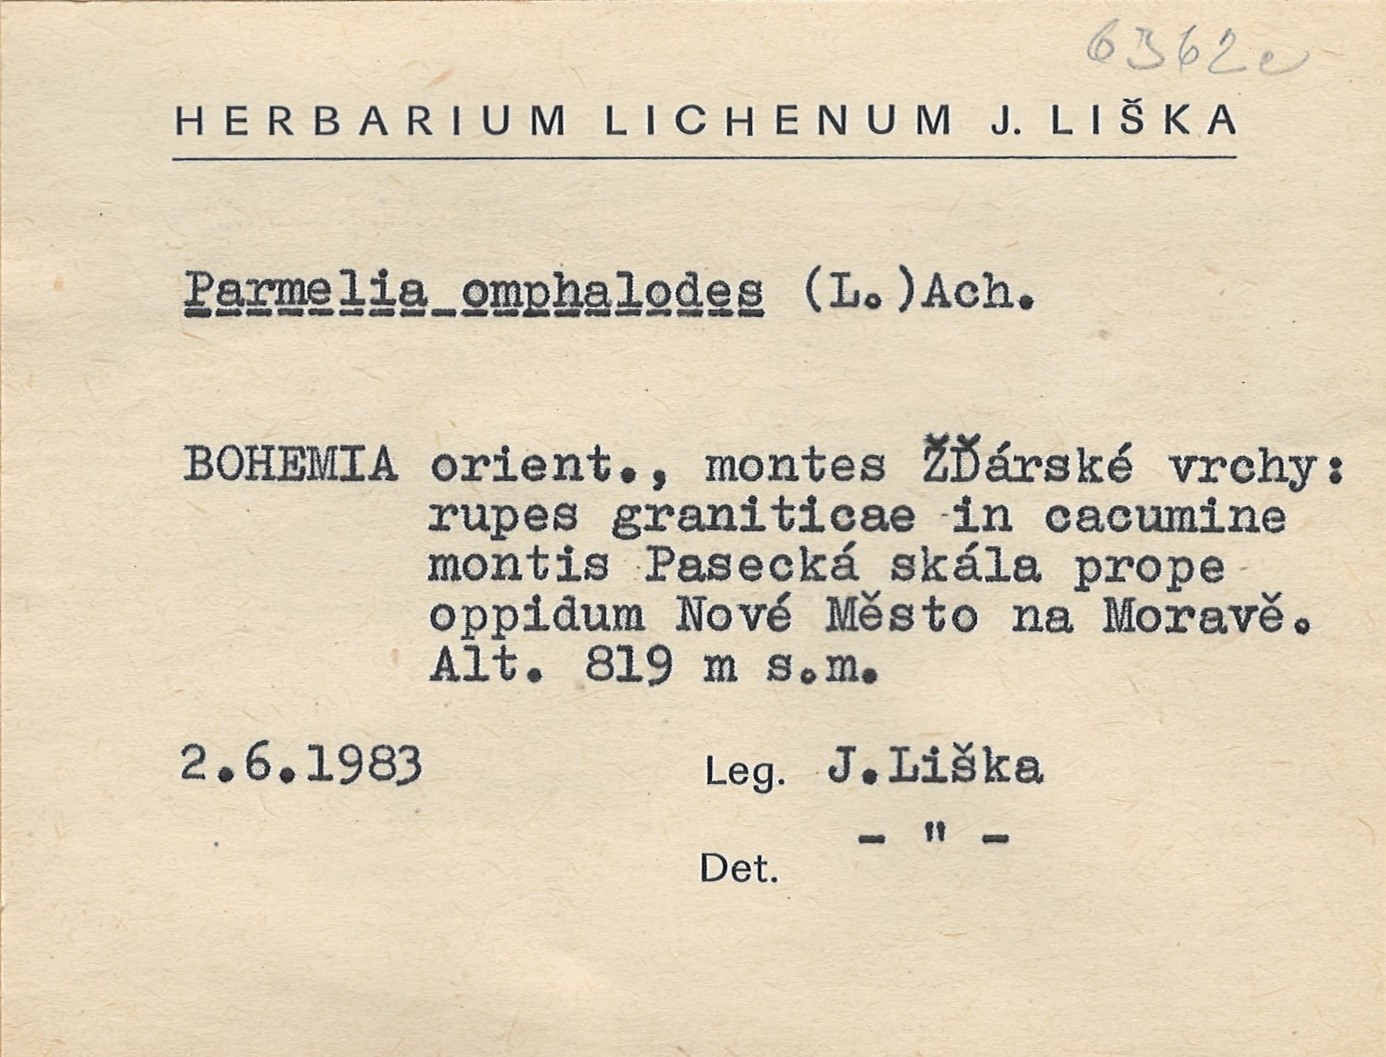 6362c
HERBARIUM LICHENUM J. LIŠKA
Parmelia omphalodes (L.)Ach.
BOHEMIA orient., montes ŽĎárské vrchy:
rupes graniticae in cacumine
montis Pasecká skála prope
oppidum Nové Město na Moravě.
Alt. 819 m s.m.
2.6.1983 Leg. J.Liška
- " -
Det.